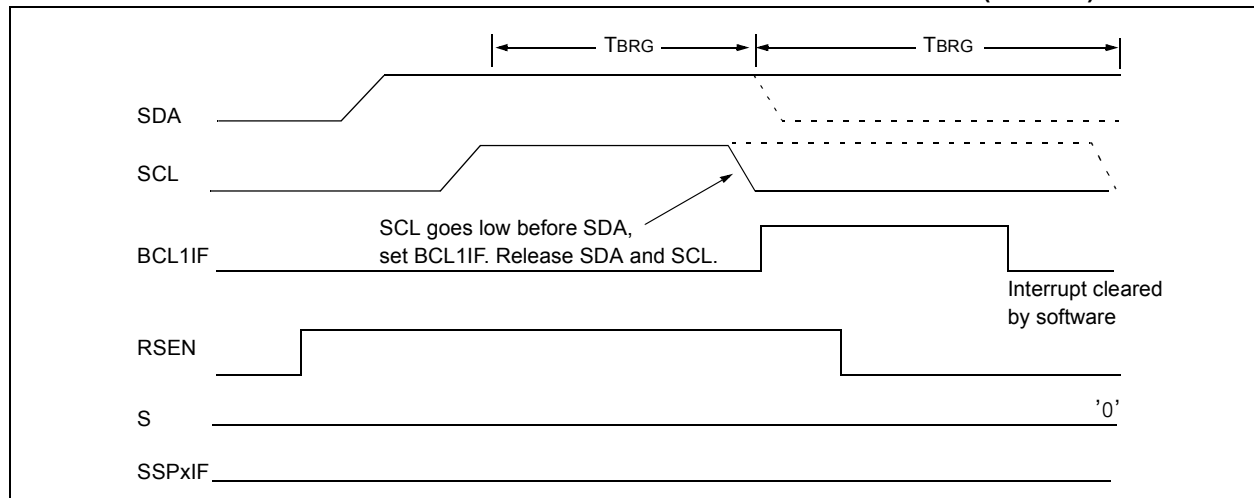 TBRG TBRG
SDA
SCL
SCL goes low before SDA,
set BCL1IF. Release SDA and SCL.
BCL1IF
Interrupt cleared
by software
RSEN
S '0'
SSPxIF